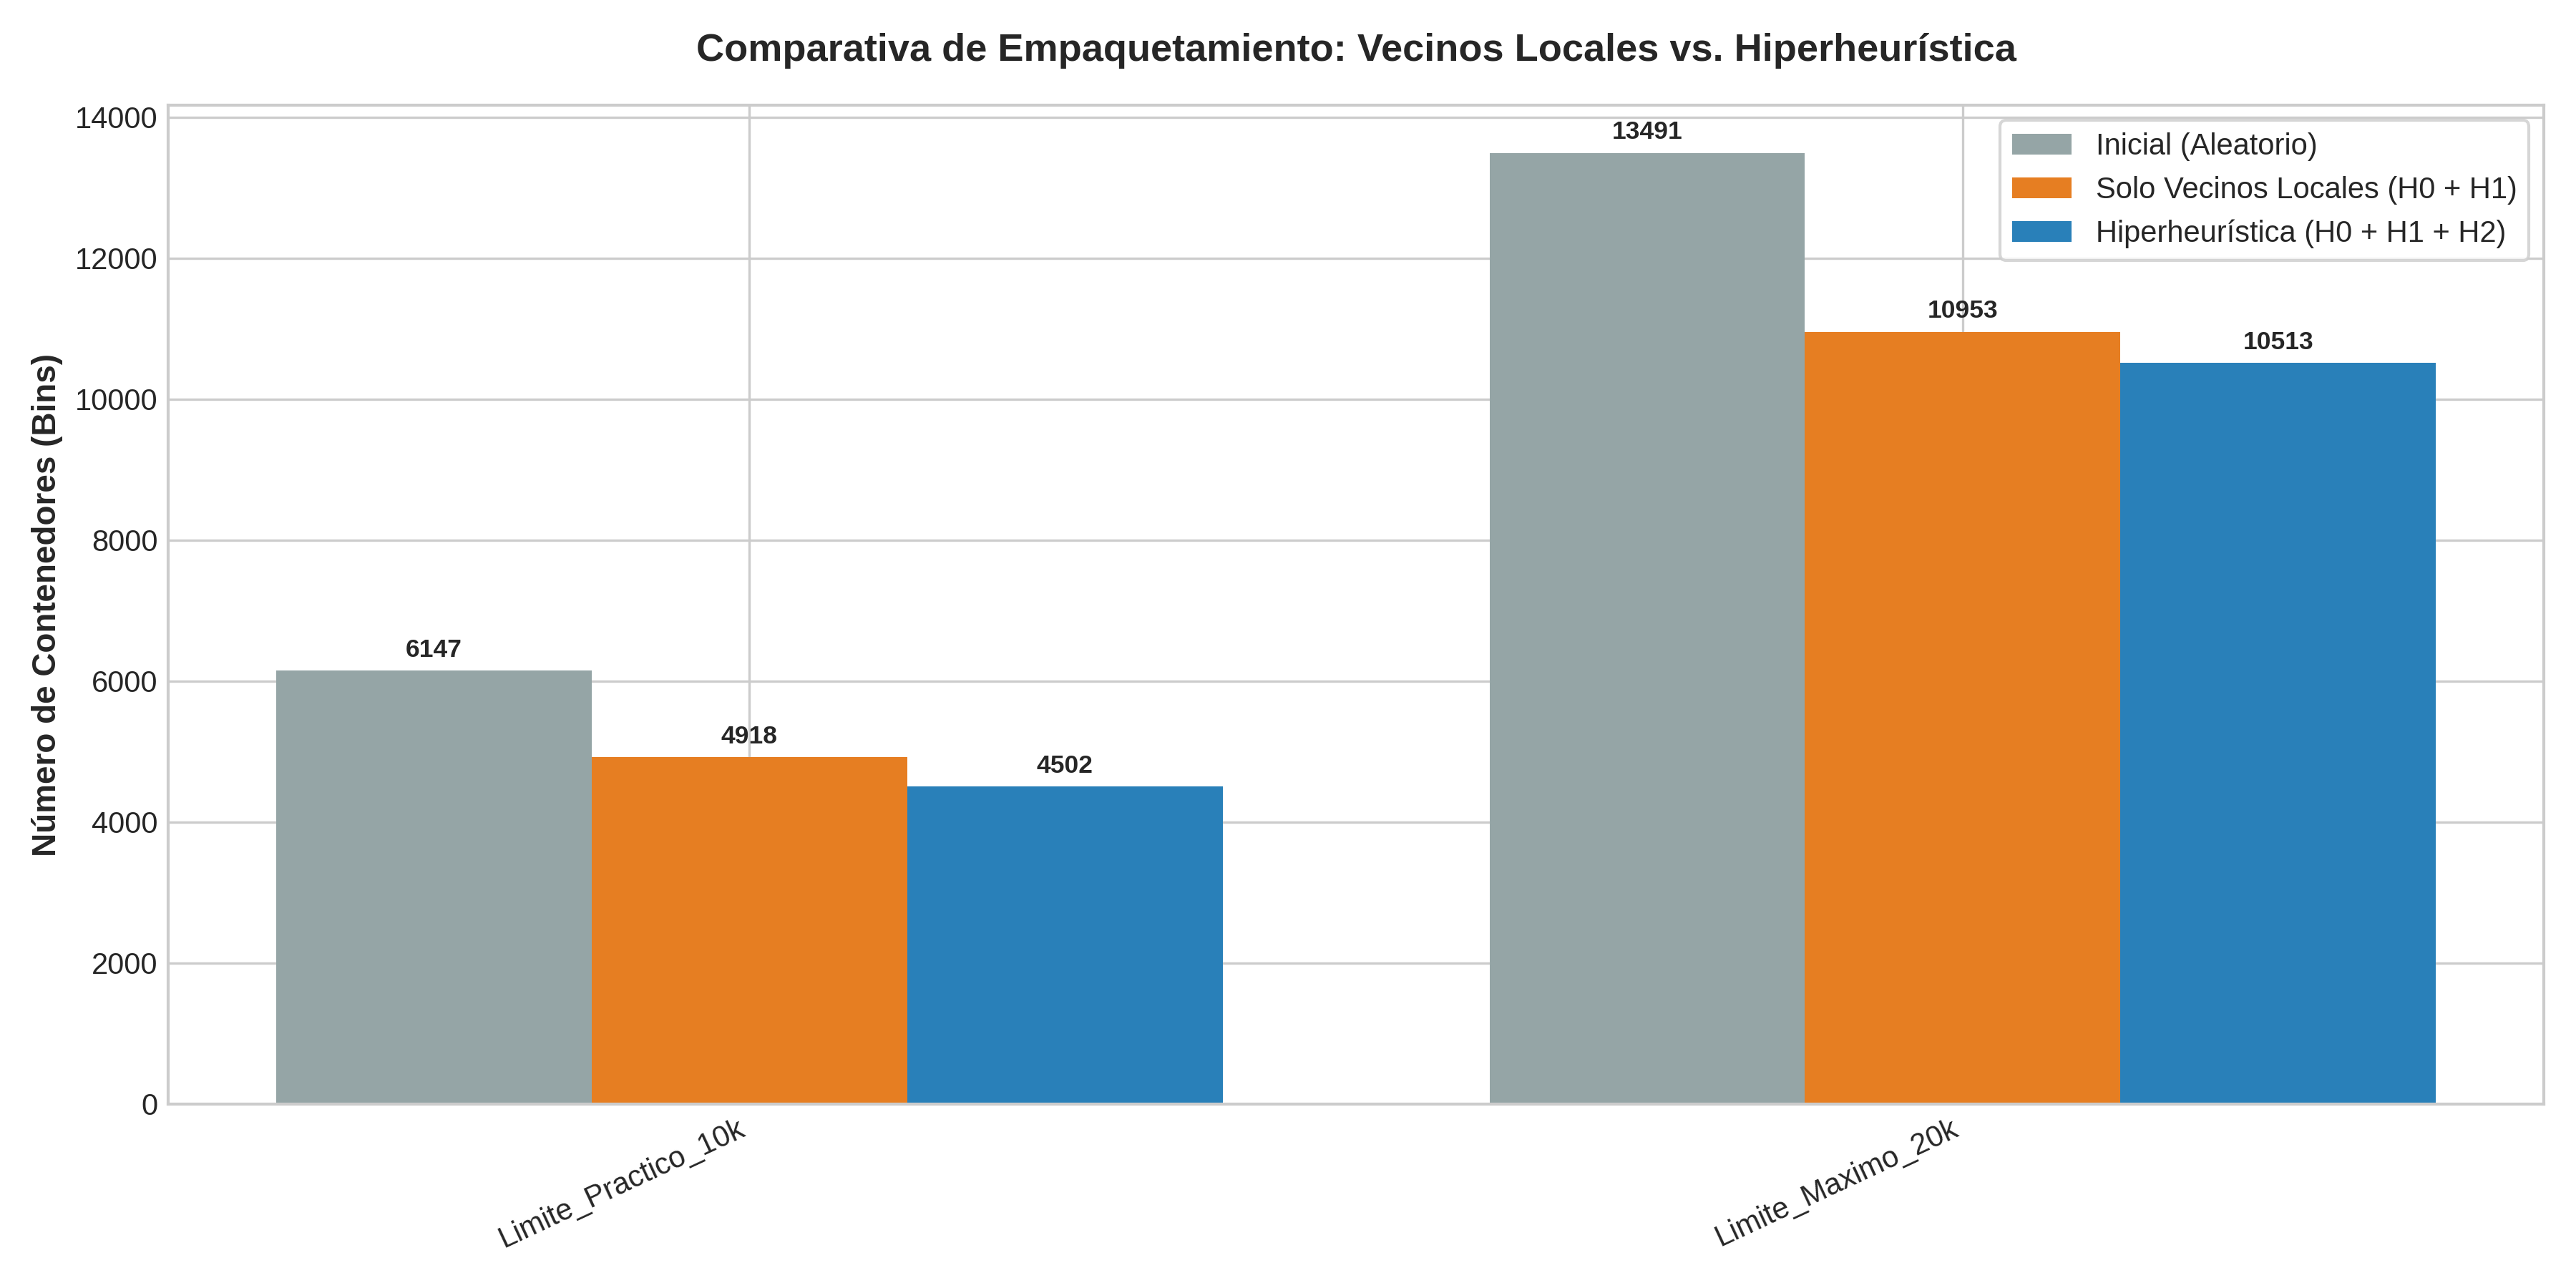 Comparativa de Empaquetamiento: Vecinos Locales vs. Hiperheurística
Número de Contenedores (Bins)
14000
12000
10000
8000
6000
4000
2000
0
6147
4918
4502
13491
10953
10513
Inicial (Aleatorio)
Solo Vecinos Locales (H0 + H1)
Hiperheurística (H0 + H1 + H2)
Limite_Practico_10k
Limite_Maximo_20k